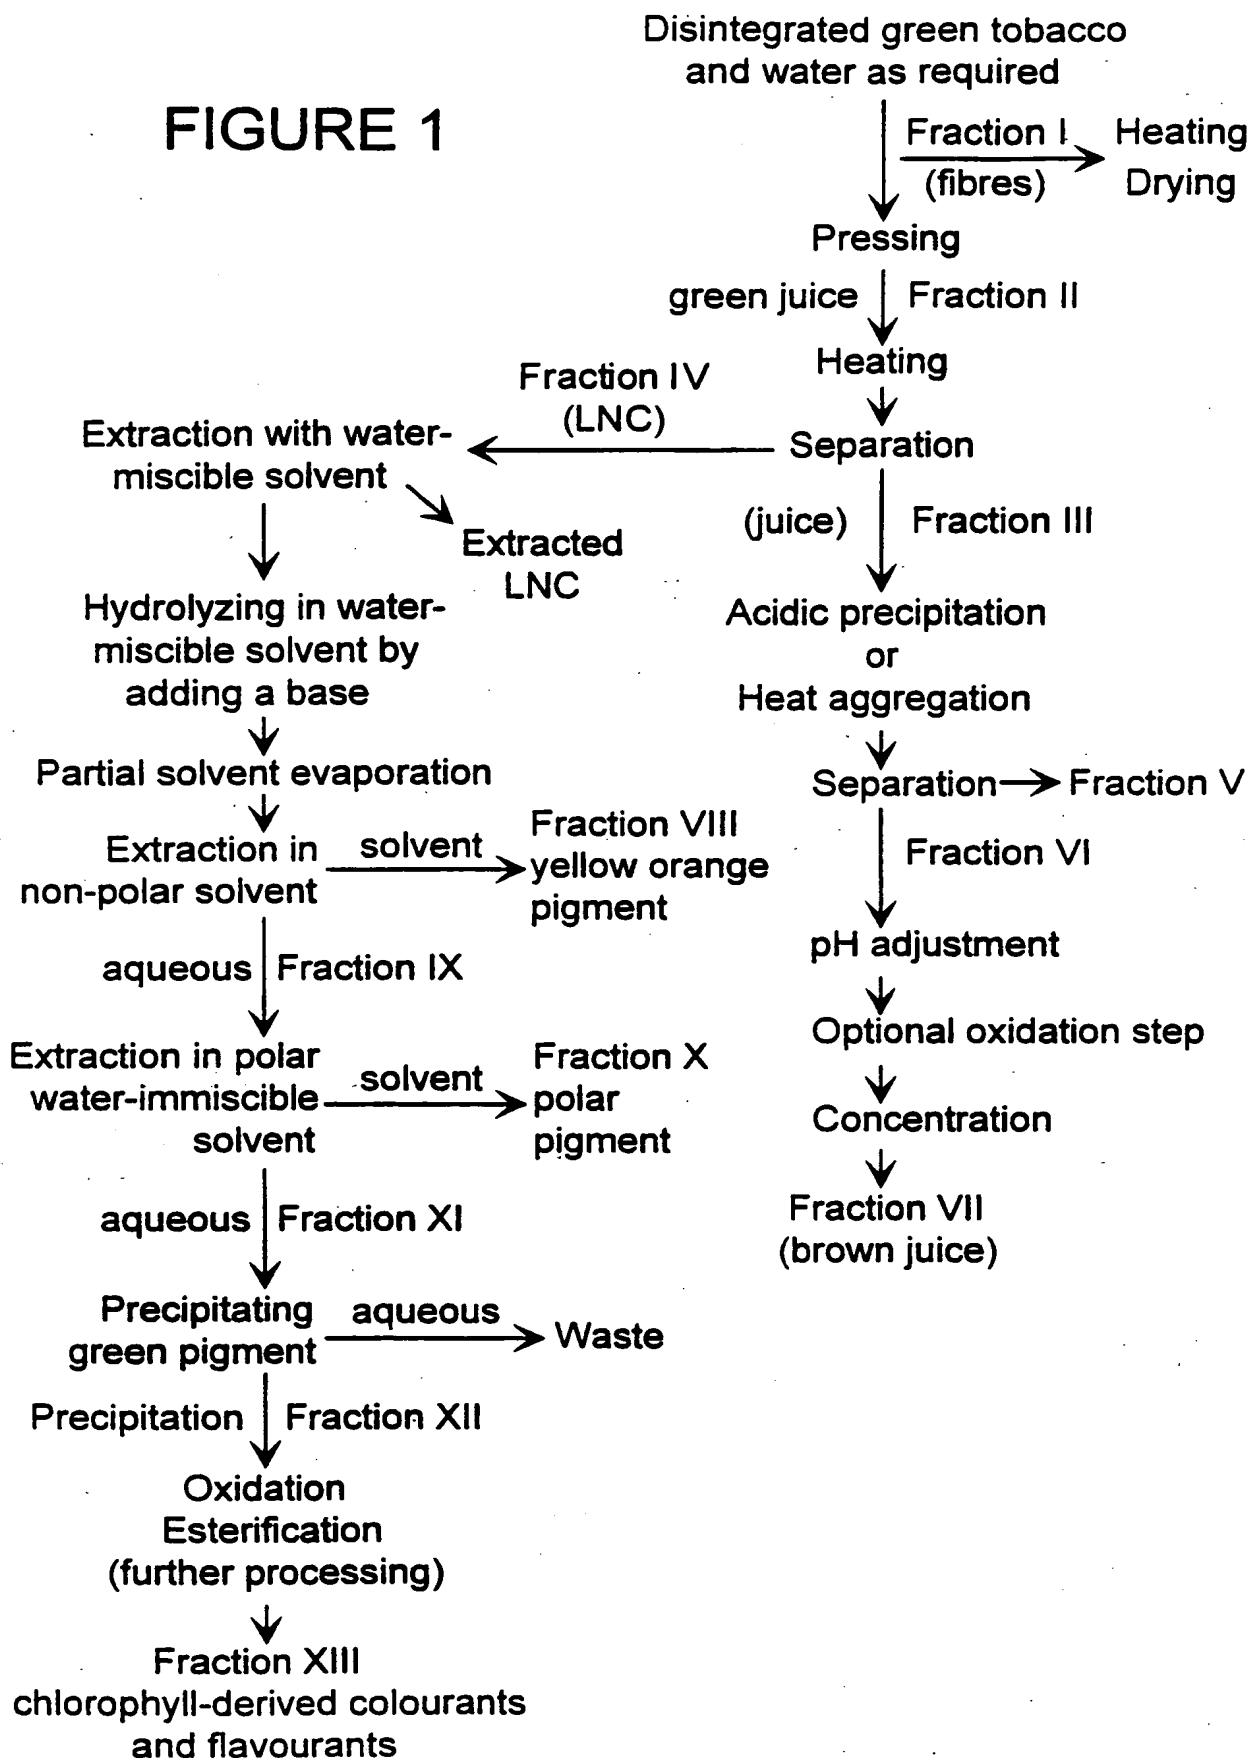 FIGURE 1
Disintegrated green tobacco
and water as required
Fraction I
(fibres)
Heating
Drying
Pressing
green juice
Fraction II
Heating
Separation
Fraction IV
(LNC)
Extraction with water-
miscible solvent
Extracted
LNC
(juice)
Fraction III
Acidic precipitation
or
Heat aggregation
Separation
Fraction V
Fraction VI
pH adjustment
Optional oxidation step
Concentration
Fraction VII
(brown juice)
Hydrolyzing in water-
miscible solvent by
adding a base
Partial solvent evaporation
Extraction in
non-polar solvent
solvent
Fraction VIII
yellow orange
pigment
aqueous
Fraction IX
Extraction in polar
water-immiscible
solvent
solvent
Fraction X
polar
pigment
aqueous
Fraction XI
Precipitating
green pigment
aqueous
Waste
Precipitation
Fraction XII
Oxidation
Esterification
(further processing)
Fraction XIII
chlorophyll-derived colourants
and flavourants